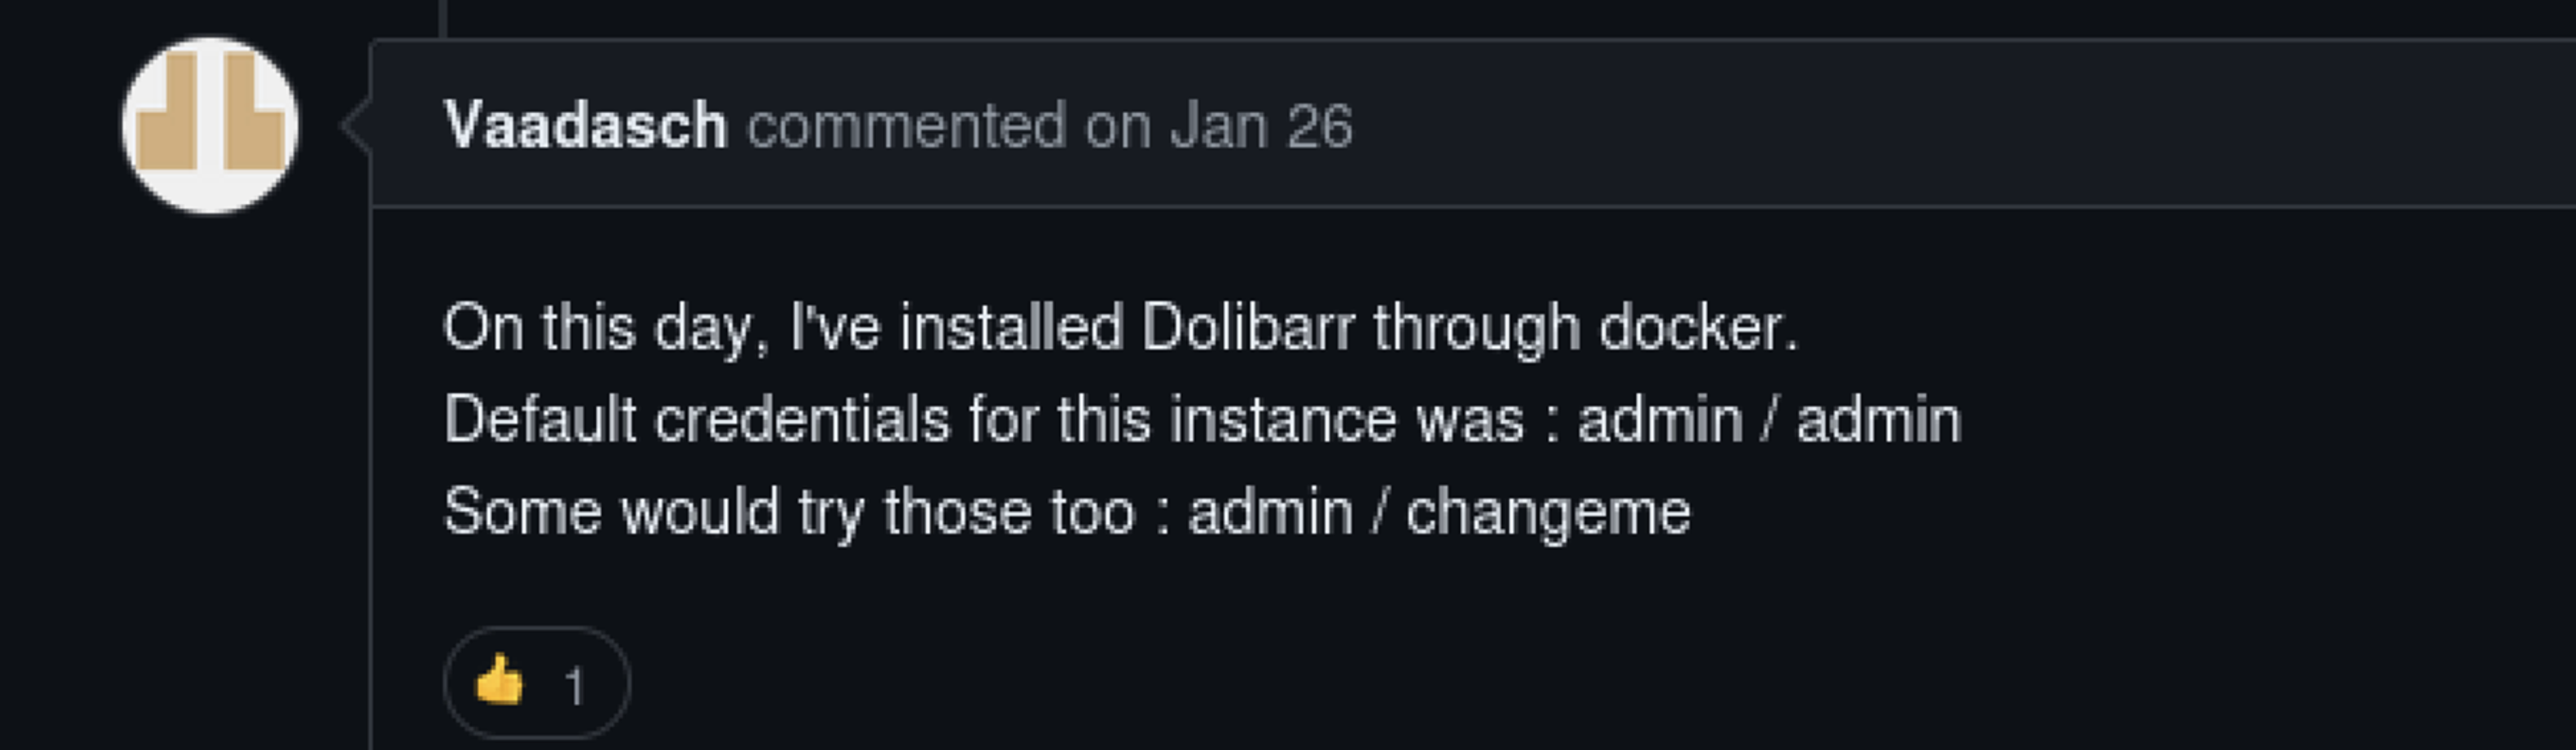 Vaadasch commented on Jan 26
On this day, I've installed Dolibarr through docker.
Default credentials for this instance was : admin / admin
Some would try those too : admin / changeme
👍 1